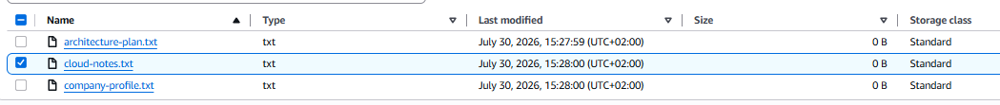 Name Type Last modified Size Storage class
architecture-plan.txt txt July 30, 2026, 15:27:59 (UTC+02:00) 0 B Standard
cloud-notes.txt txt July 30, 2026, 15:28:00 (UTC+02:00) 0 B Standard
company-profile.txt txt July 30, 2026, 15:28:00 (UTC+02:00) 0 B Standard